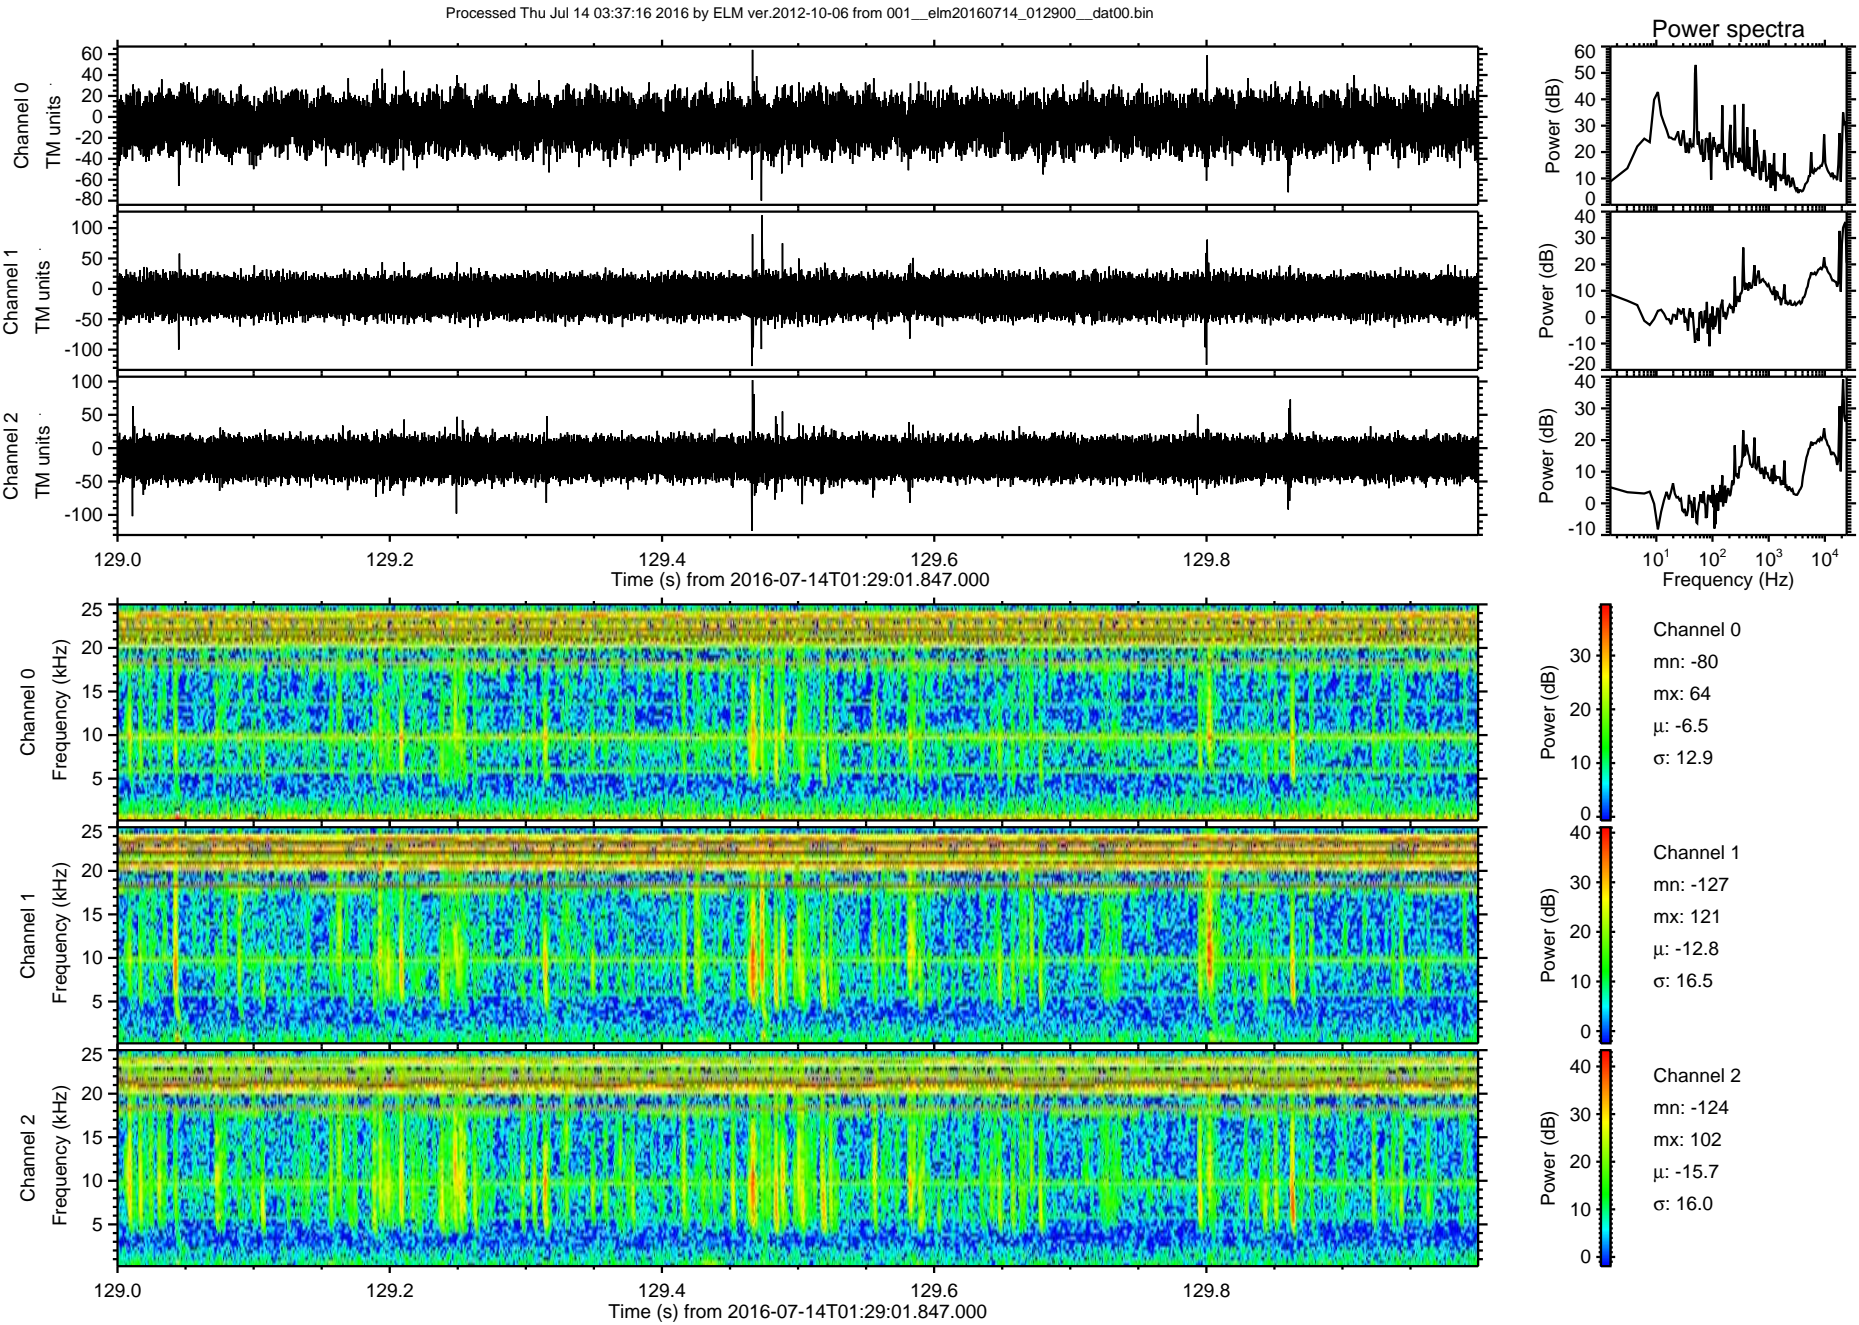 Processed Thu Jul 14 03:37:16 2016 by ELM ver.2012-10-06 from 001__elm20160714_012900__dat00.bin
Power spectra
Channel 0
TM units
60
40
20
0
-20
-40
-60
-80
Power (dB)
60
50
40
30
20
10
0
Channel 1
TM units
100
50
0
-50
-100
Power (dB)
40
30
20
10
0
-10
-20
Channel 2
TM units
100
50
0
-50
-100
Power (dB)
40
30
20
10
0
-10
129.0 129.2 129.4 129.6 129.8
Time (s) from 2016-07-14T01:29:01.847.000
10¹ 10² 10³ 10⁴
Frequency (Hz)
Channel 0
Frequency (kHz)
25
20
15
10
5
Power (dB)
30
20
10
0
Channel 0
mn: -80
mx: 64
µ: -6.5
σ: 12.9
Channel 1
Frequency (kHz)
25
20
15
10
5
Power (dB)
40
30
20
10
0
Channel 1
mn: -127
mx: 121
µ: -12.8
σ: 16.5
Channel 2
Frequency (kHz)
25
20
15
10
5
Power (dB)
40
30
20
10
0
Channel 2
mn: -124
mx: 102
µ: -15.7
σ: 16.0
129.0 129.2 129.4 129.6 129.8
Time (s) from 2016-07-14T01:29:01.847.000